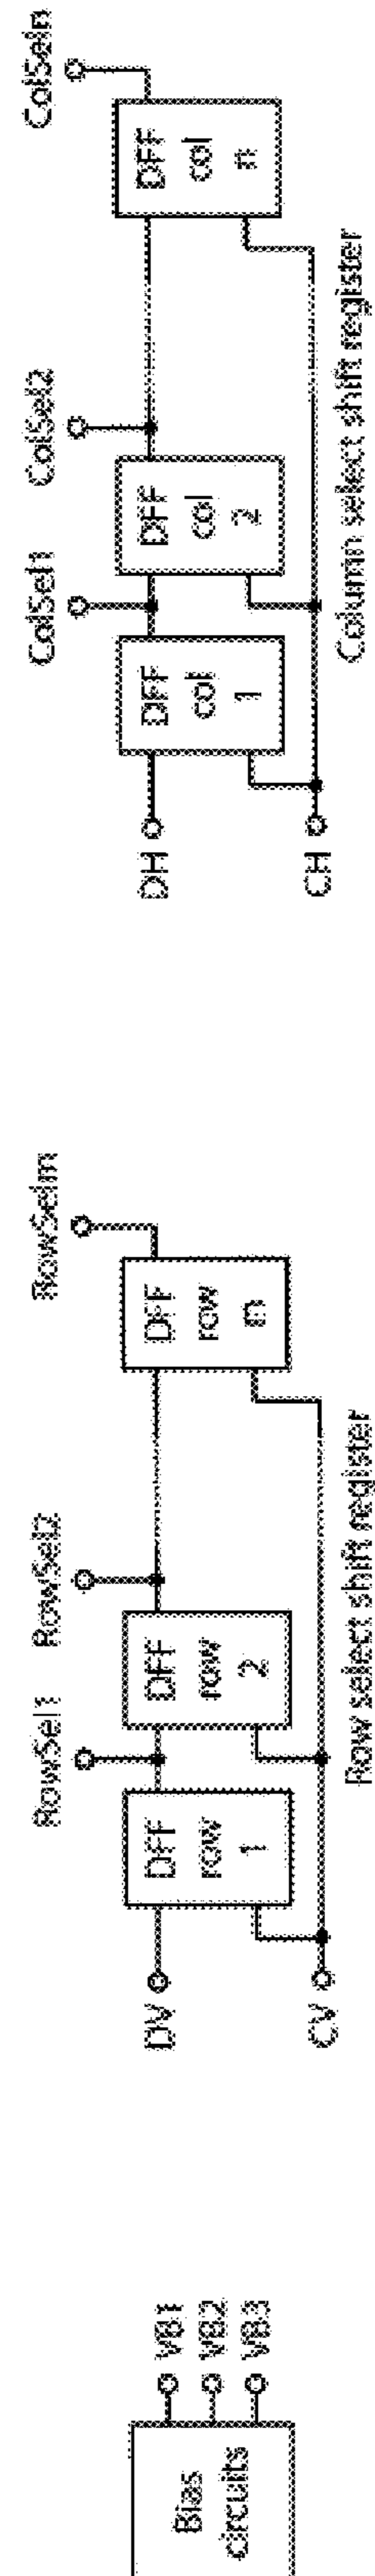 Bias
circuits
VB1
VB2
VB3
RowSel1
RowSel2
RowSelm
DV
DFF
row
1
DFF
row
2
DFF
row
m
CV
Row select shift register
ColSel1
ColSel2
ColSeln
DH
DFF
col
1
DFF
col
2
DFF
col
n
CH
Column select shift register